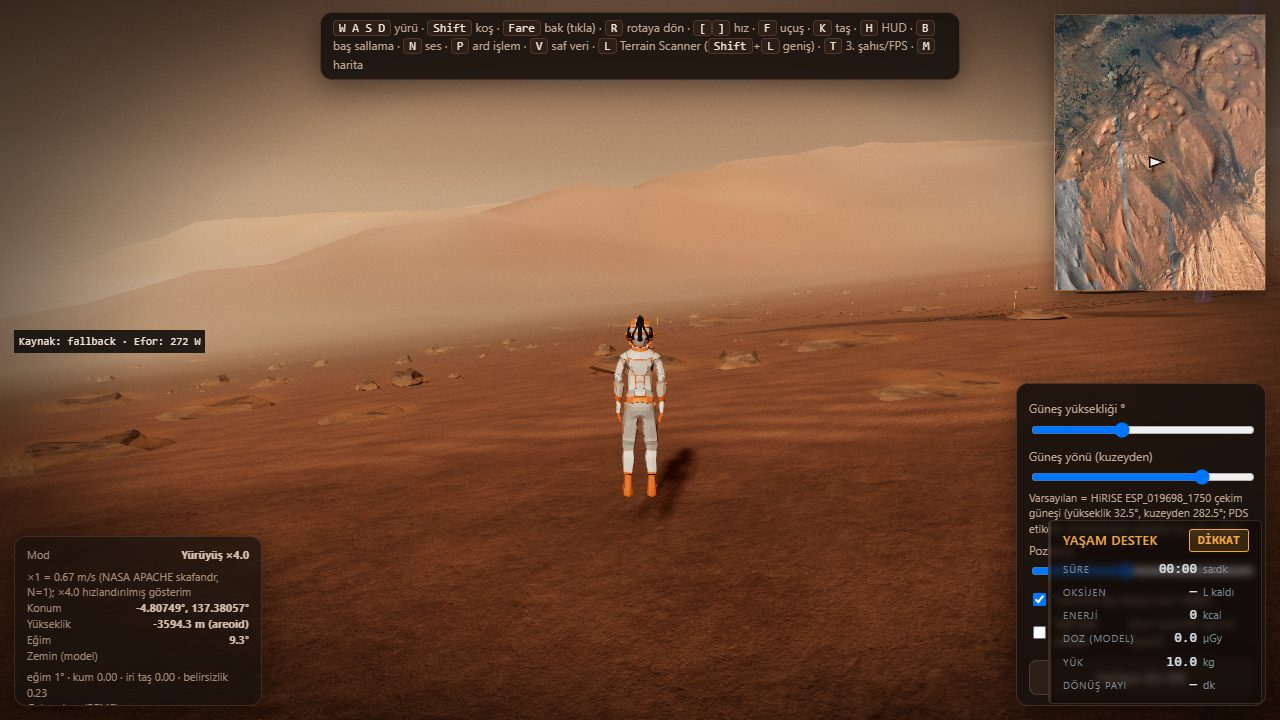 W A S D yürü · Shift koş · Fare bak (tıkla) · R rotaya dön · [ ] hız · F uçuş · K taş · H HUD · B
baş sallama · N ses · P ard işlem · V saf veri · L Terrain Scanner (Shift+L geniş) · T 3. şahıs/FPS · M
harita
Kaynak: fallback · Efor: 272 W
Güneş yüksekliği °
Güneş yönü (kuzeyden)
Varsayılan = HiRISE ESP_019698_1750 çekim
güneşi (yükseklik 32.5°, kuzeyden 282.5°; PDS
YAŞAM DESTEK DİKKAT
SÜRE 00:00 sa:dk
OKSİJEN — L kaldı
ENERJİ 0 kcal
DOZ (MODEL) 0.0 µGy
YÜK 10.0 kg
DÖNÜŞ PAYI — dk
Mod Yürüyüş ×4.0
×1 = 0.67 m/s (NASA APACHE skafandr,
N=1); ×4.0 hızlandırılmış gösterim
Konum -4.80749°, 137.38057°
Yükseklik -3594.3 m (areoid)
Eğim 9.3°
Zemin (model)
eğim 1° · kum 0.00 · iri taş 0.00 · belirsizlik
0.23